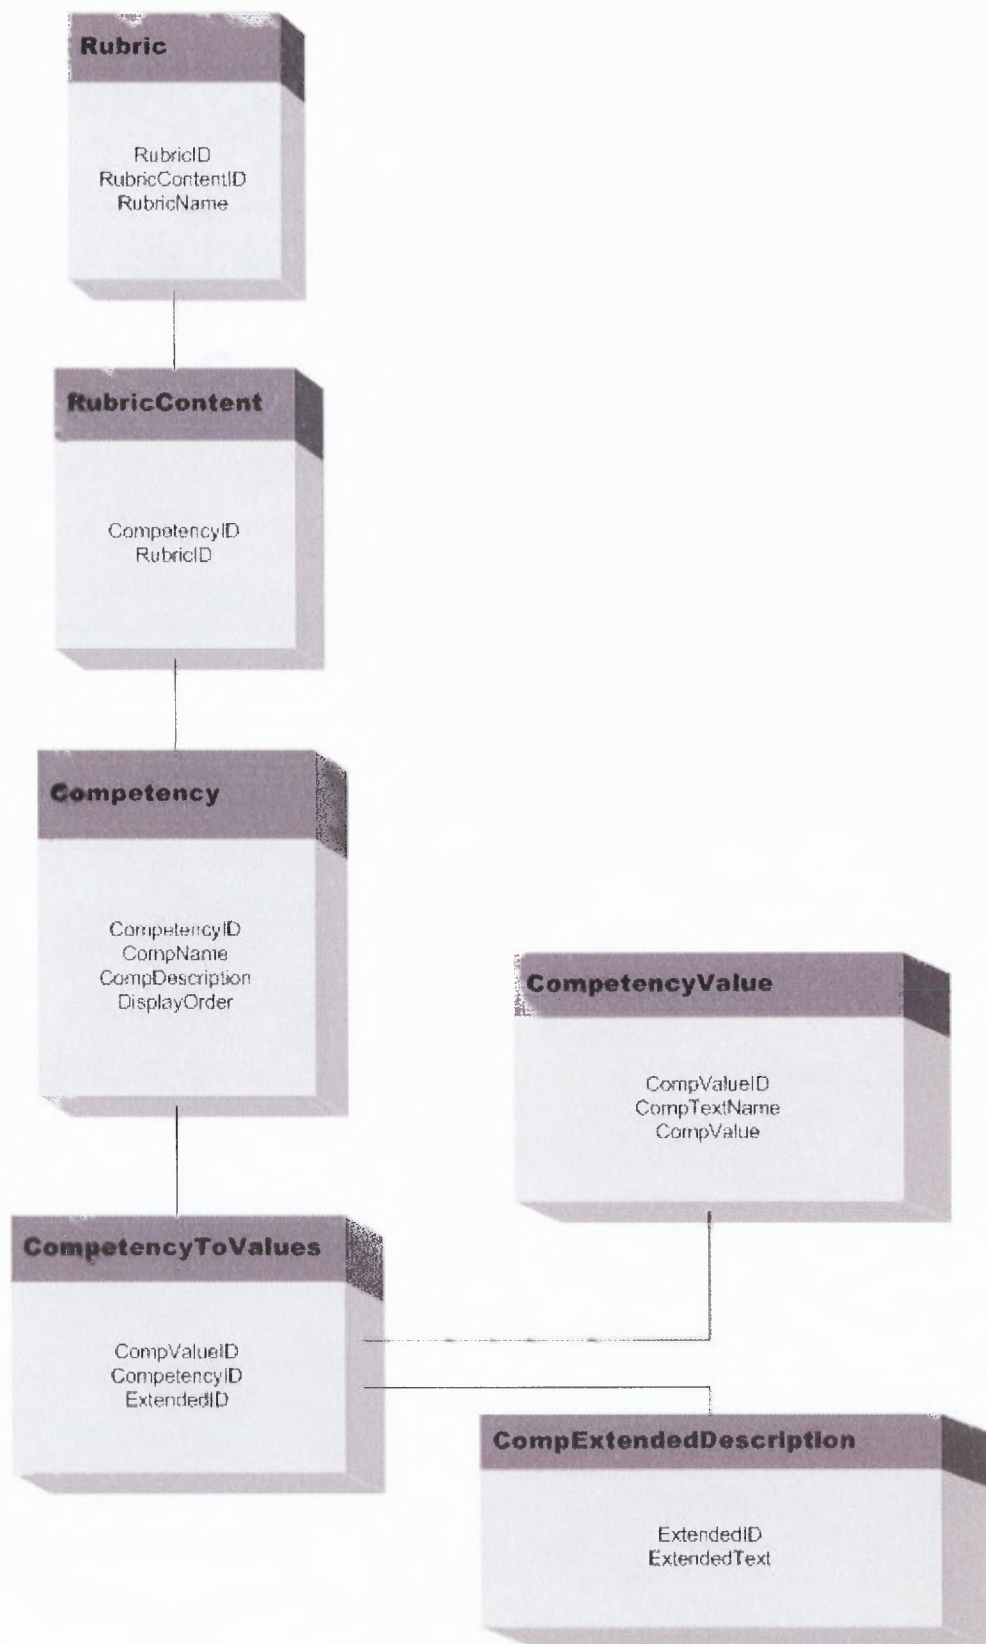 Rubric
RubricID
RubricContentID
RubricName
RubricContent
CompetencyID
RubricID
Competency
CompetencyID
CompName
CompDescription
DisplayOrder
CompetencyValue
CompValueID
CompTextName
CompValue
CompetencyToValues
CompValueID
CompetencyID
ExtendedID
CompExtendedDescription
ExtendedID
ExtendedText